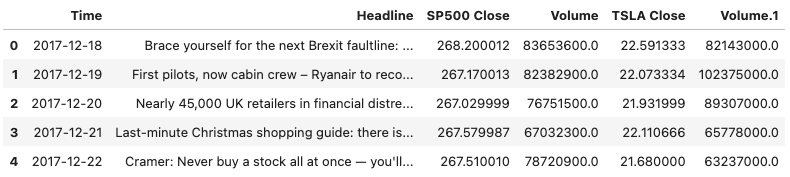 Time Headline SP500 Close Volume TSLA Close Volume.1
0 2017-12-18 Brace yourself for the next Brexit faultline: ... 268.200012 83653600.0 22.591333 82143000.0
1 2017-12-19 First pilots, now cabin crew – Ryanair to reco... 267.170013 82382900.0 22.073334 102375000.0
2 2017-12-20 Nearly 45,000 UK retailers in financial distre... 267.029999 76751500.0 21.931999 89307000.0
3 2017-12-21 Last-minute Christmas shopping guide: there is... 267.579987 67032300.0 22.110666 65778000.0
4 2017-12-22 Cramer: Never buy a stock all at once — you'll... 267.510010 78720900.0 21.680000 63237000.0